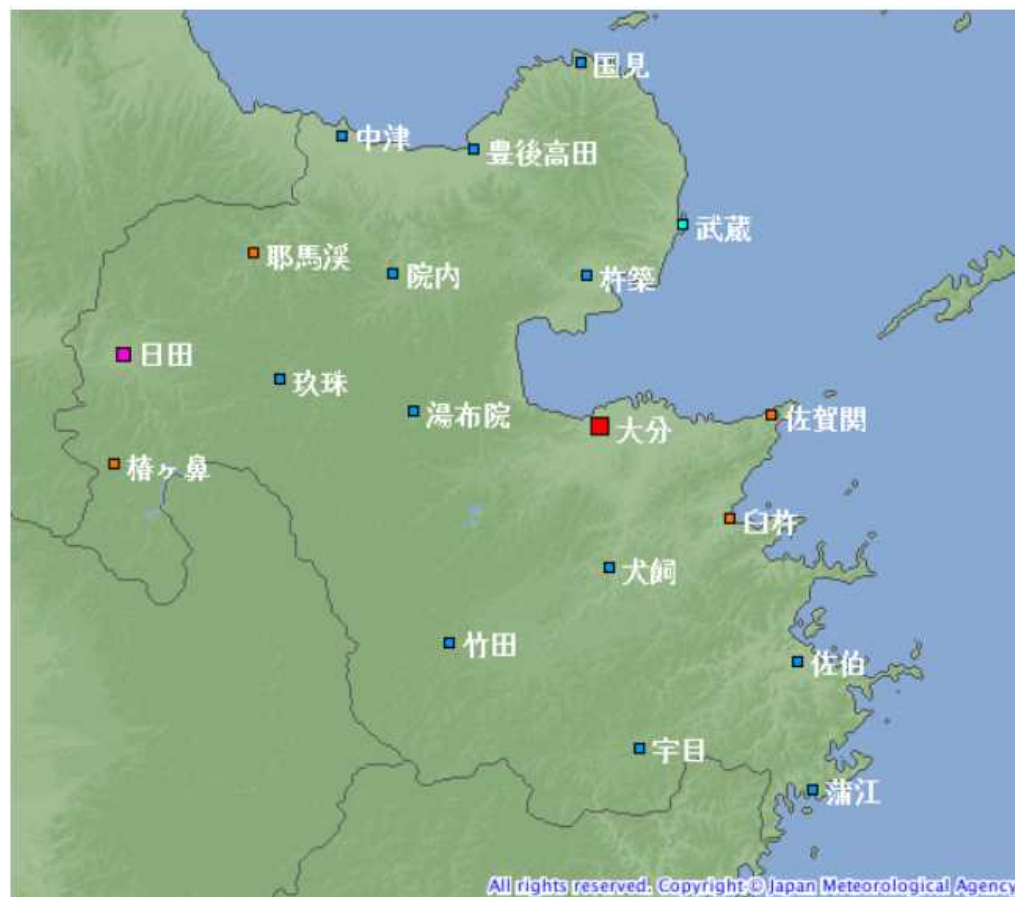 国見
中津
豊後高田
武蔵
耶馬渓
院内
杵築
日田
玖珠
湯布院
大分
佐賀関
椿ヶ鼻
臼杵
犬飼
竹田
佐伯
宇目
蒲江
All rights reserved. Copyright © Japan Meteorological Agency